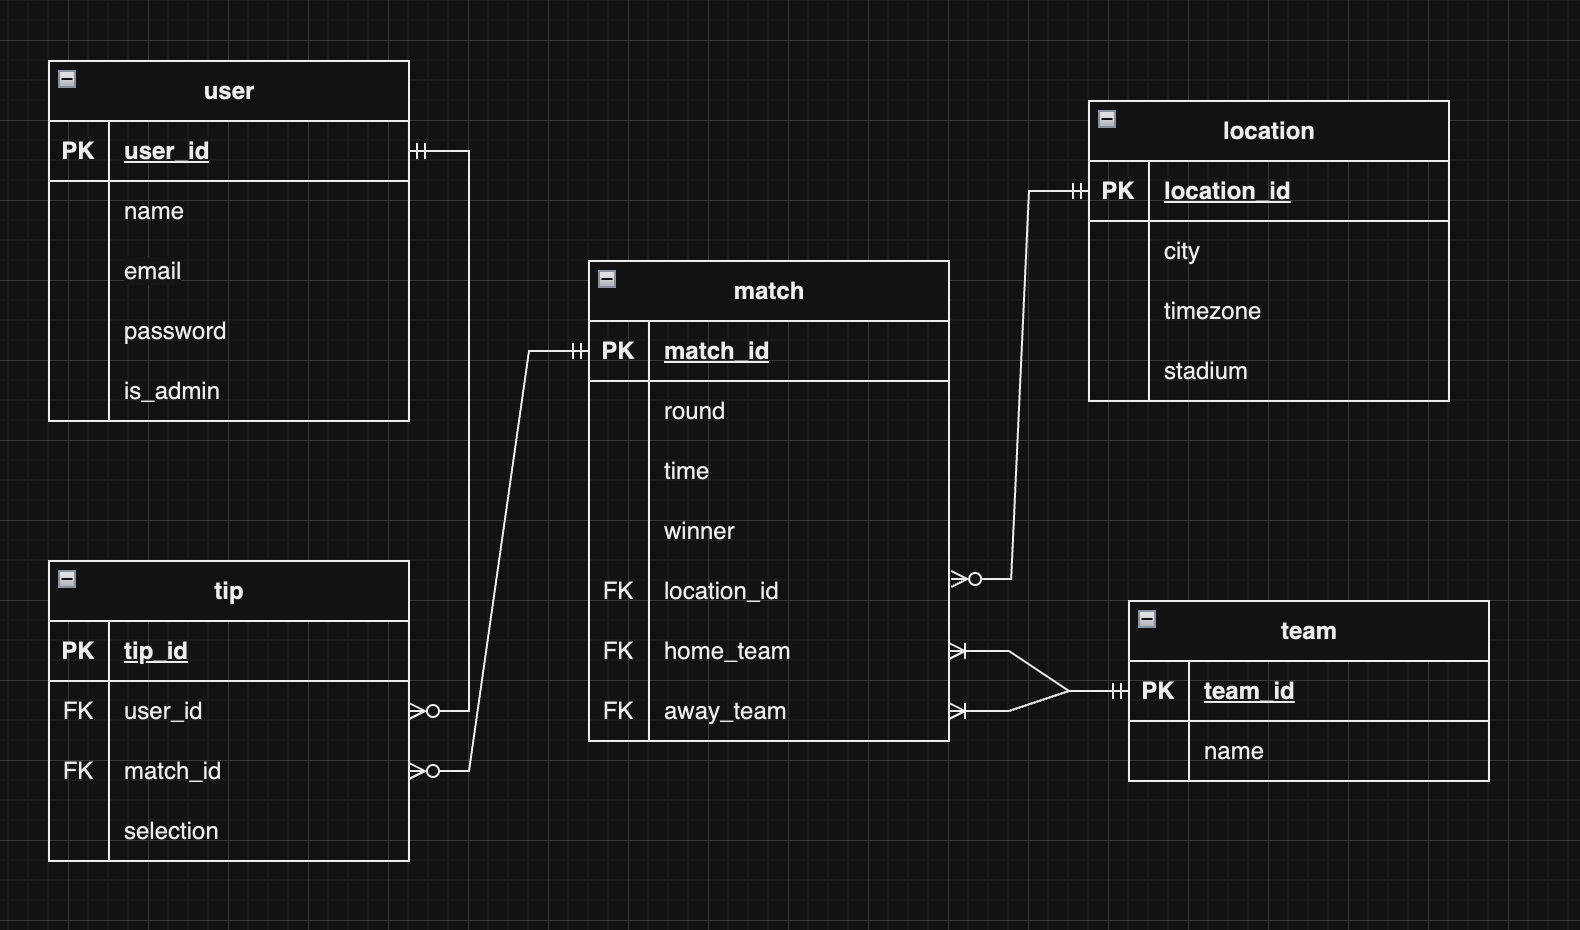 user
PK user_id
name
email
password
is_admin
tip
PK tip_id
FK user_id
FK match_id
selection
match
PK match_id
round
time
winner
FK location_id
FK home_team
FK away_team
location
PK location_id
city
timezone
stadium
team
PK team_id
name